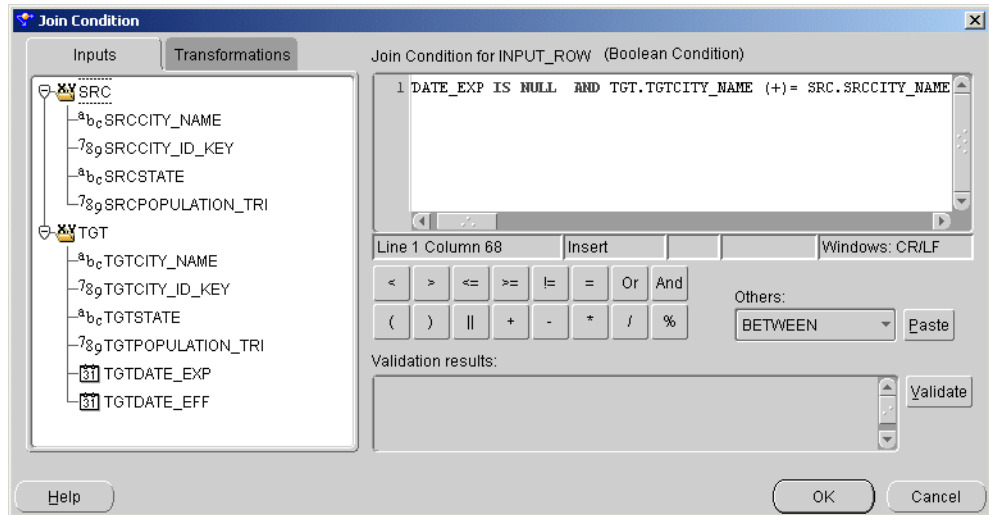 Join Condition
Inputs
Transformations
SRC
SRCCITY_NAME
SRCCITY_ID_KEY
SRCSTATE
SRCPOPULATION_TRI
TGT
TGTCITY_NAME
TGTCITY_ID_KEY
TGTSTATE
TGTPOPULATION_TRI
TGTDATE_EXP
TGTDATE_EFF
Join Condition for INPUT_ROW (Boolean Condition)
1 DATE_EXP IS NULL AND TGT.TGTCITY_NAME (+)= SRC.SRCCITY_NAME
Line 1 Column 68 Insert Windows: CR/LF
< > <= >= != = Or And
( ) || + - * / %
Others:
BETWEEN
Paste
Validation results:
Validate
Help
OK
Cancel